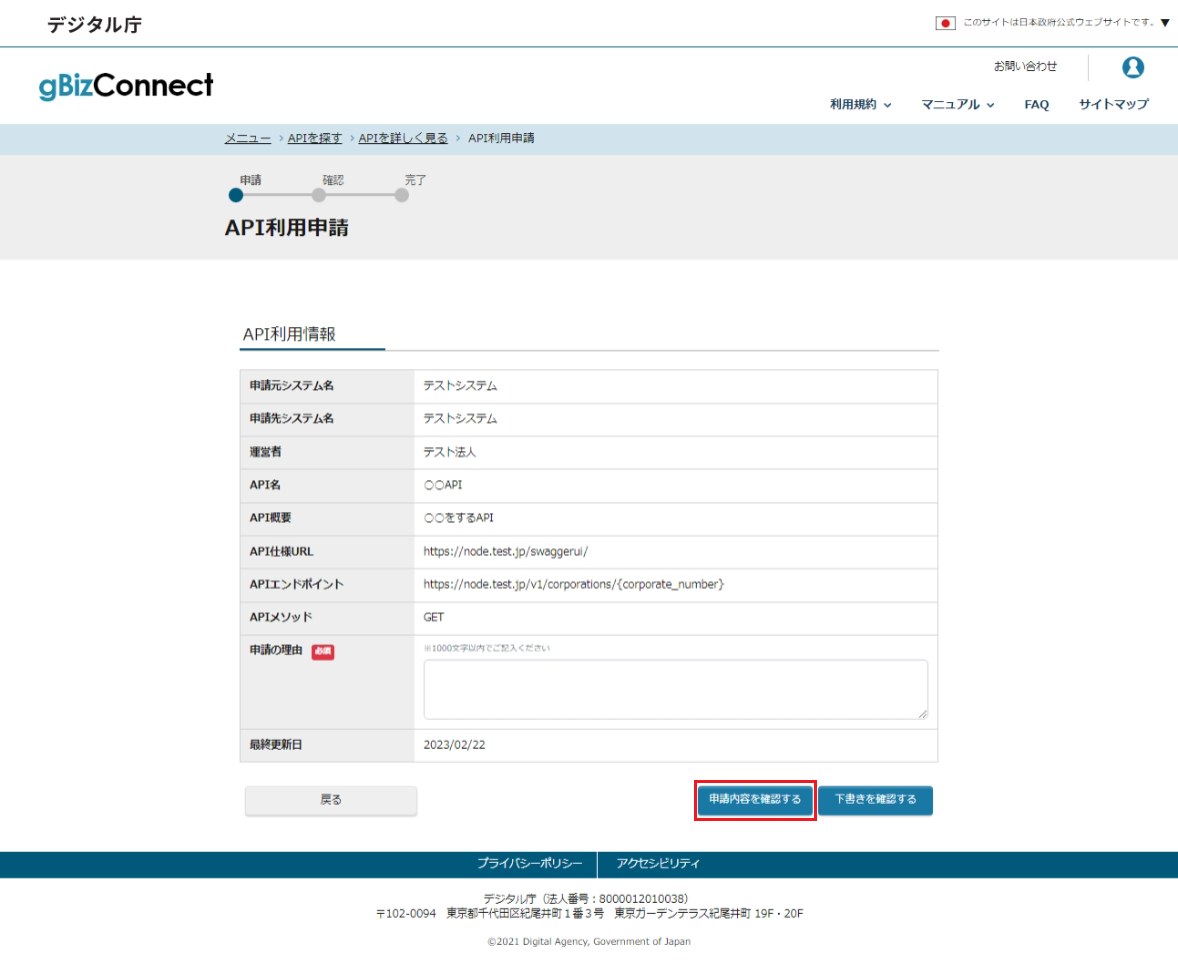 デジタル庁
このサイトは日本政府公式ウェブサイトです。▼
gBizConnect
お問い合わせ
利用規約 マニュアル FAQ サイトマップ
メニュー › APIを探す › APIを詳しく見る › API利用申請
申請 確認 完了
API利用申請
API利用情報
申請元システム名 テストシステム
申請先システム名 テストシステム
運営者 テスト法人
API名 〇〇API
API概要 〇〇をするAPI
API仕様URL https://node.test.jp/swaggerui/
APIエンドポイント https://node.test.jp/v1/corporations/{corporate_number}
APIメソッド GET
申請の理由 必須 ※1000文字以内でご記入ください
最終更新日 2023/02/22
戻る 申請内容を確認する 下書きを確認する
プライバシーポリシー アクセシビリティ
デジタル庁（法人番号：8000012010038）
〒102-0094 東京都千代田区紀尾井町１番３号 東京ガーデンテラス紀尾井町 19F・20F
©2021 Digital Agency, Government of Japan